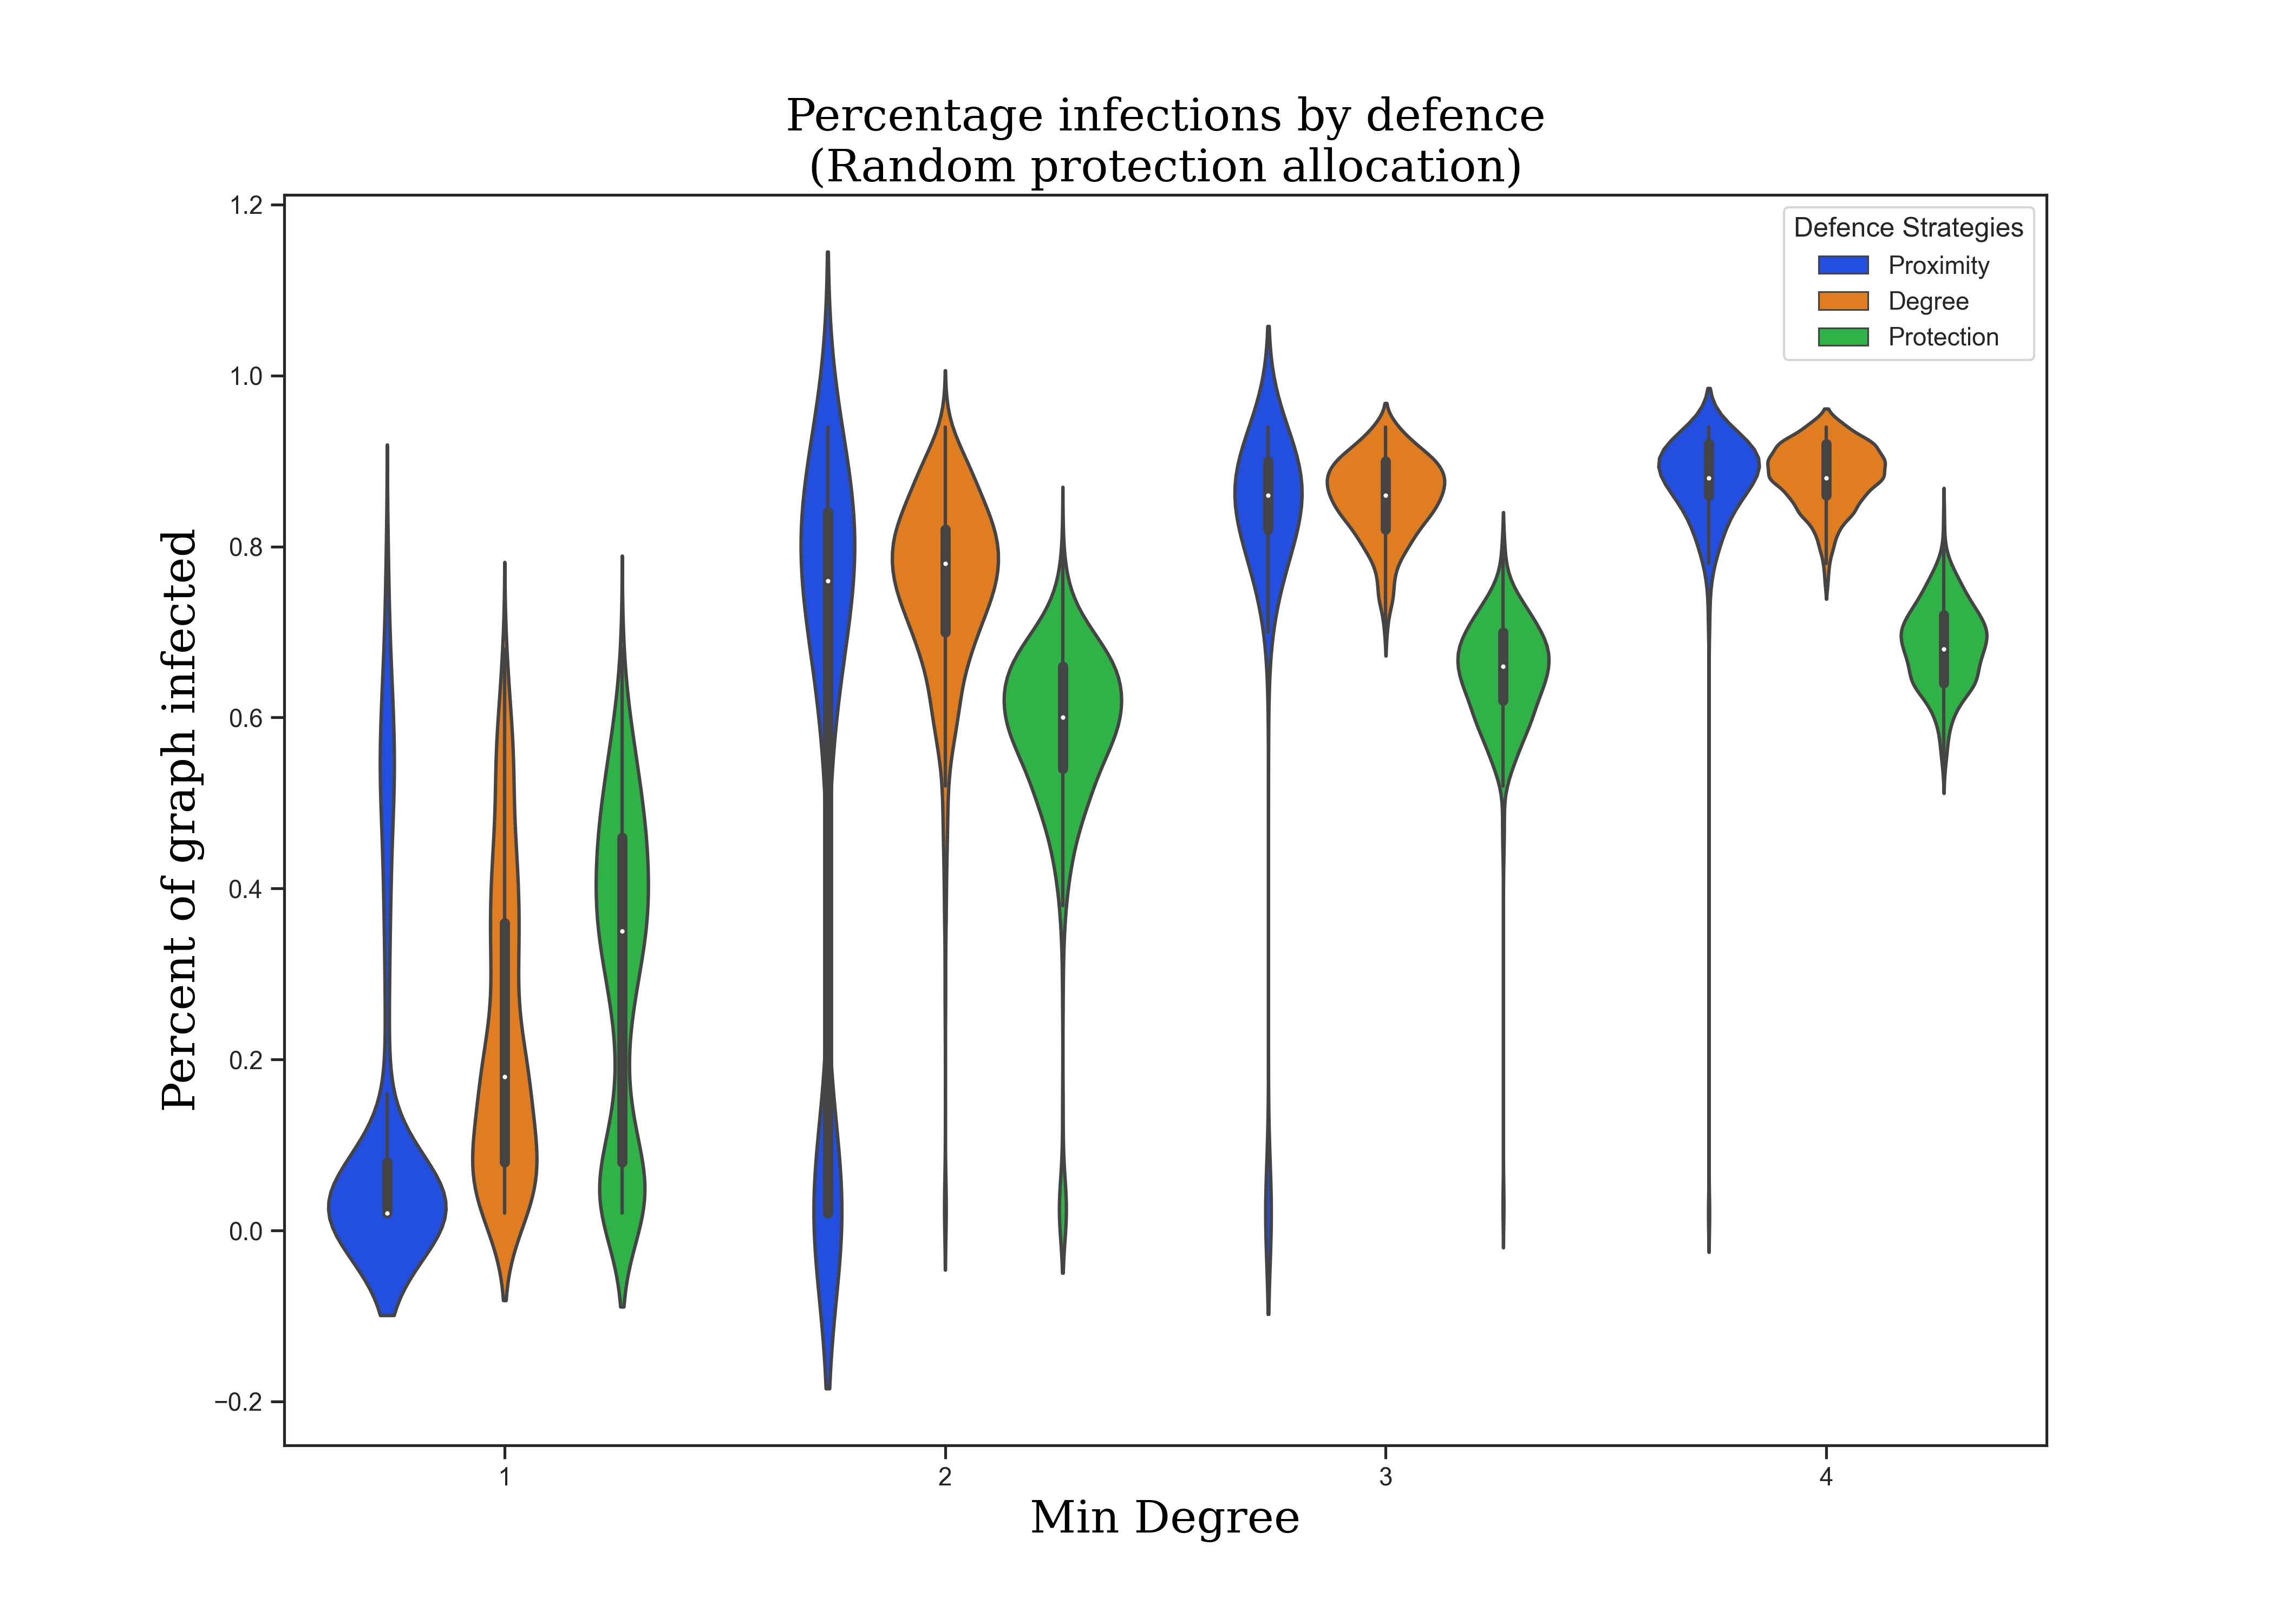 Percentage infections by defence
(Random protection allocation)
Defence Strategies
Proximity
Degree
Protection
Percent of graph infected
1.2
1.0
0.8
0.6
0.4
0.2
0.0
−0.2
1
2
3
4
Min Degree